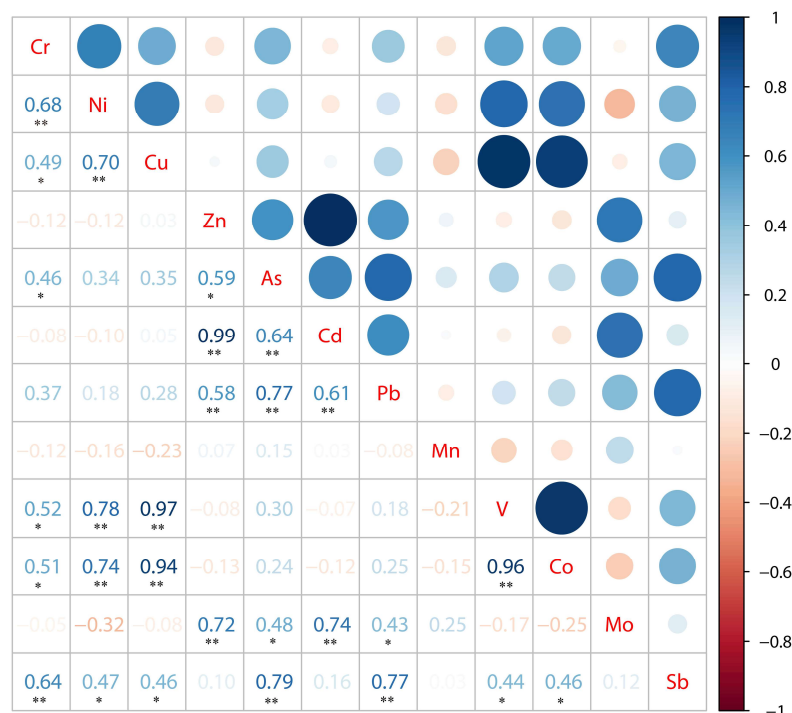 Cr
0.68 Ni
**
0.49 0.70 Cu
* **
−0.12 −0.12 0.03 Zn
0.46 0.34 0.35 0.59 As
* *
−0.08 −0.10 0.05 0.99 0.64 Cd
** **
0.37 0.18 0.28 0.58 0.77 0.61 Pb
** ** **
−0.12 −0.16 −0.23 0.07 0.15 0.03 −0.08 Mn
0.52 0.78 0.97 −0.08 0.30 −0.07 0.18 −0.21 V
* ** **
0.51 0.74 0.94 −0.13 0.24 −0.12 0.25 −0.15 0.96 Co
* ** ** **
−0.05 −0.32 −0.08 0.72 0.48 0.74 0.43 0.25 −0.17 −0.25 Mo
** * ** *
0.64 0.47 0.46 0.10 0.79 0.16 0.77 0.03 0.44 0.46 0.12 Sb
** * * ** ** * *
1
0.8
0.6
0.4
0.2
0
−0.2
−0.4
−0.6
−0.8
−1